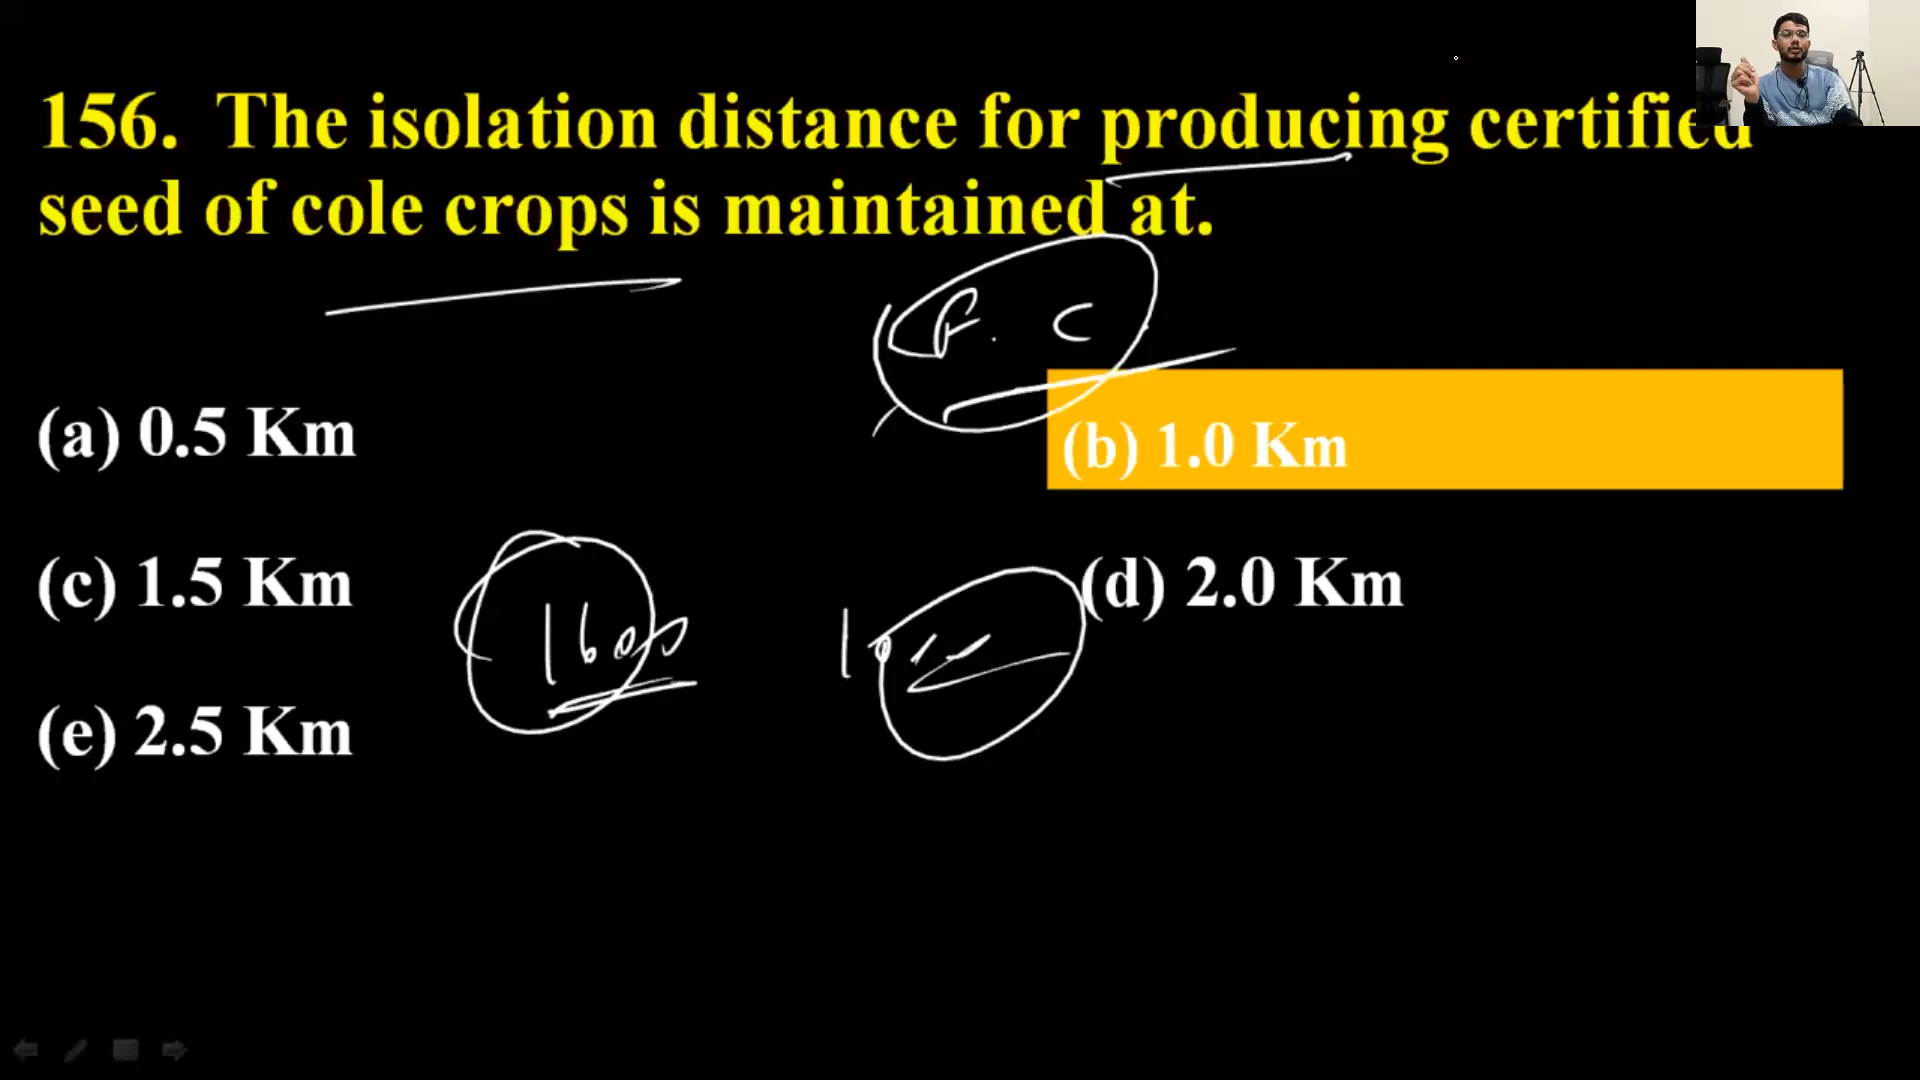 156. The isolation distance for producing certified
seed of cole crops is maintained at.
F. C
(a) 0.5 Km
(b) 1.0 Km
(c) 1.5 Km
(d) 2.0 Km
(e) 2.5 Km